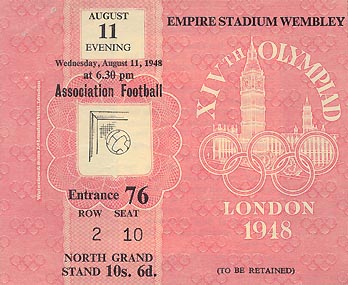 AUGUST
11
EVENING
Wednesday, August 11, 1948
at 6.30 pm
Association Football
Entrance 76
ROW SEAT
2 10
NORTH GRAND
STAND 10s. 6d.
EMPIRE STADIUM WEMBLEY
XIVTH OLYMPIAD
LONDON
1948
(TO BE RETAINED)